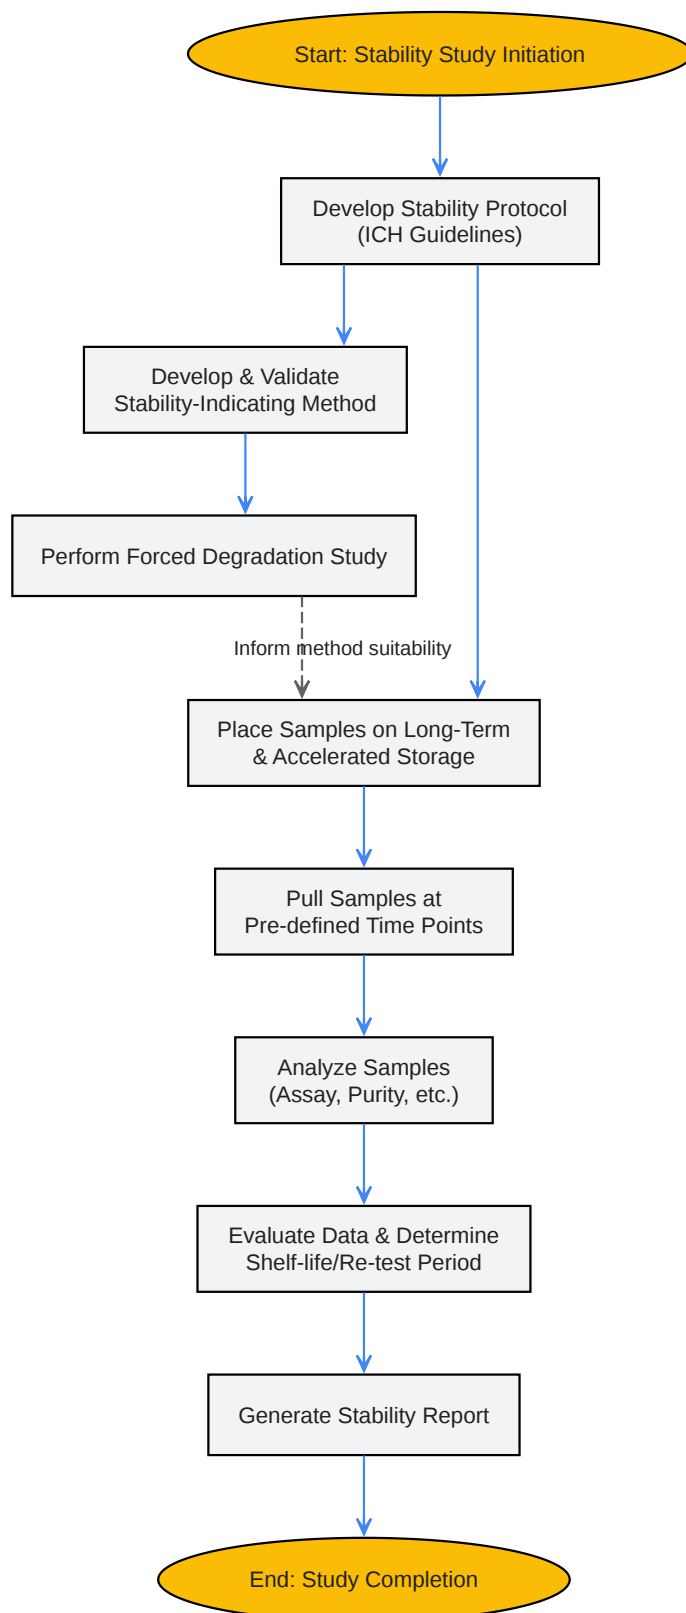 Start: Stability Study Initiation
Develop Stability Protocol
(ICH Guidelines)
Develop & Validate
Stability-Indicating Method
Perform Forced Degradation Study
Inform method suitability
Place Samples on Long-Term
& Accelerated Storage
Pull Samples at
Pre-defined Time Points
Analyze Samples
(Assay, Purity, etc.)
Evaluate Data & Determine
Shelf-life/Re-test Period
Generate Stability Report
End: Study Completion